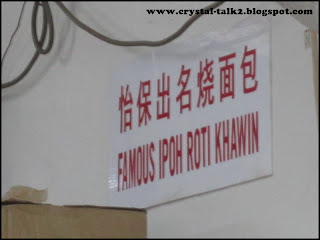 www.crystal-talk2.blogspot.com
怡保出名烧面包
FAMOUS IPOH ROTI KHAWIN